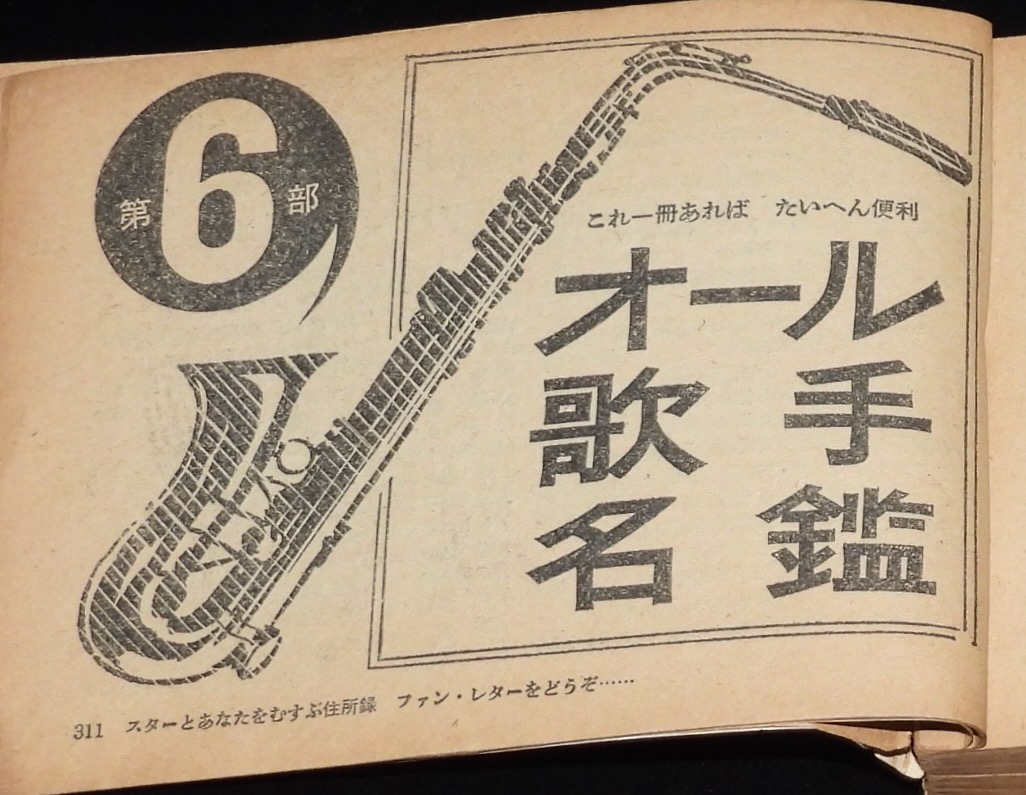 第6部
これ一冊あれば　たいへん便利
オール
歌手
名鑑
311 スターとあなたをむすぶ住所録　ファン・レターをどうぞ……